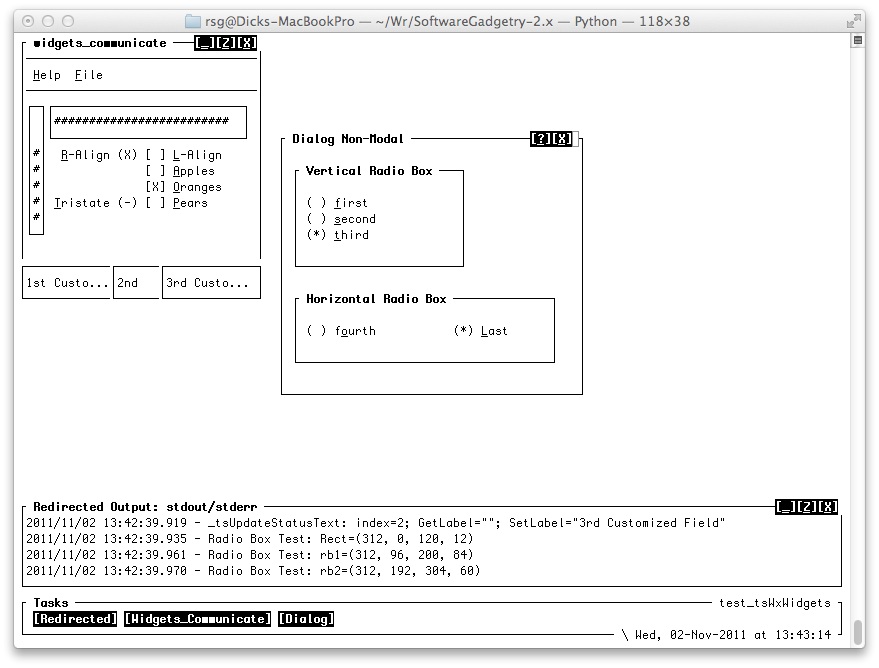 rsg@Dicks-MacBookPro — ~/Wr/SoftwareGadgetry-2.x — Python — 118×38
widgets_communicate [_][Z][X]
Help File
#########################
# R-Align (X) [ ] L-Align
# [ ] Apples
# [X] Oranges
# Tristate (-) [ ] Pears
#
1st Custo... 2nd 3rd Custo...
Dialog Non-Modal [?][X]
Vertical Radio Box
( ) first
( ) second
(*) third
Horizontal Radio Box
( ) fourth (*) Last
Redirected Output: stdout/stderr [_][Z][X]
2011/11/02 13:42:39.919 - _tsUpdateStatusText: index=2; GetLabel=""; SetLabel="3rd Customized Field"
2011/11/02 13:42:39.935 - Radio Box Test: Rect=(312, 0, 120, 12)
2011/11/02 13:42:39.961 - Radio Box Test: rb1=(312, 96, 200, 84)
2011/11/02 13:42:39.970 - Radio Box Test: rb2=(312, 192, 304, 60)
Tasks test_tsWxWidgets
[Redirected] [Widgets_Communicate] [Dialog]
\ Wed, 02-Nov-2011 at 13:43:14